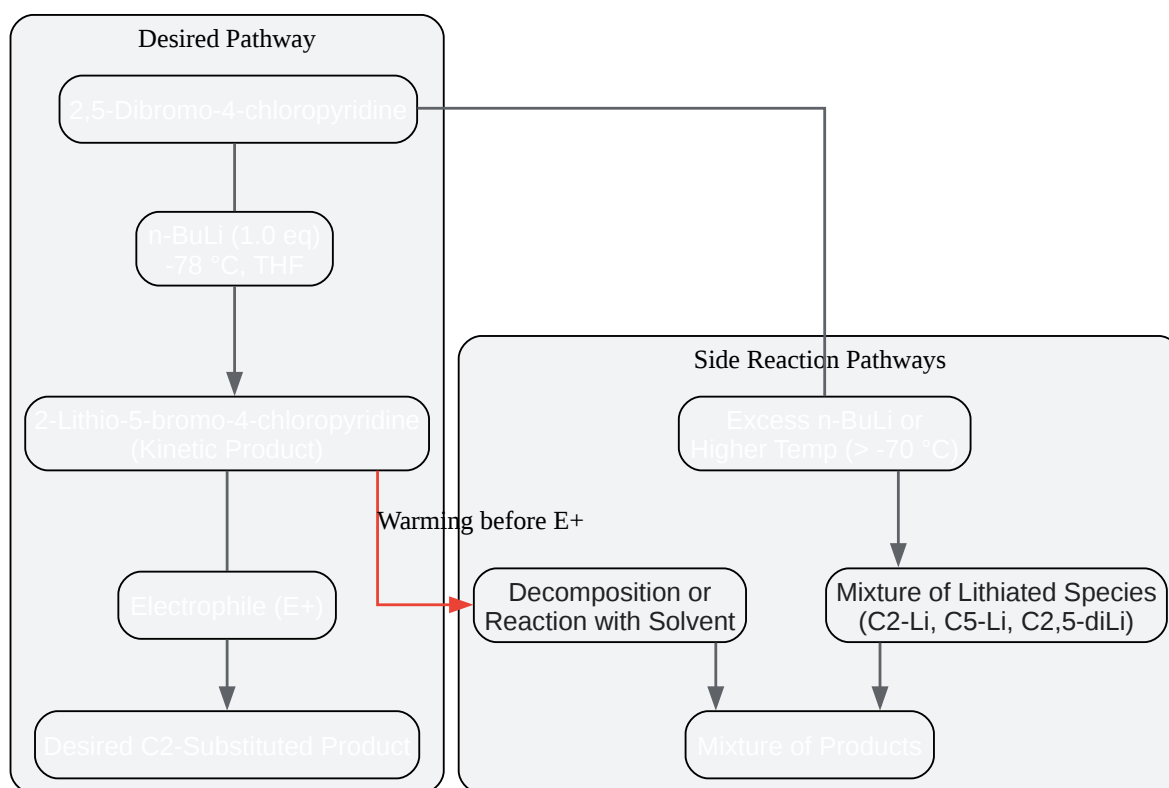 Desired Pathway
2,5-Dibromo-4-chloropyridine
n-BuLi (1.0 eq)
-78 °C, THF
2-Lithio-5-bromo-4-chloropyridine
(Kinetic Product)
Electrophile (E+)
Desired C2-Substituted Product
Warming before E+
Side Reaction Pathways
Excess n-BuLi or
Higher Temp (> -70 °C)
Decomposition or
Reaction with Solvent
Mixture of Lithiated Species
(C2-Li, C5-Li, C2,5-diLi)
Mixture of Products